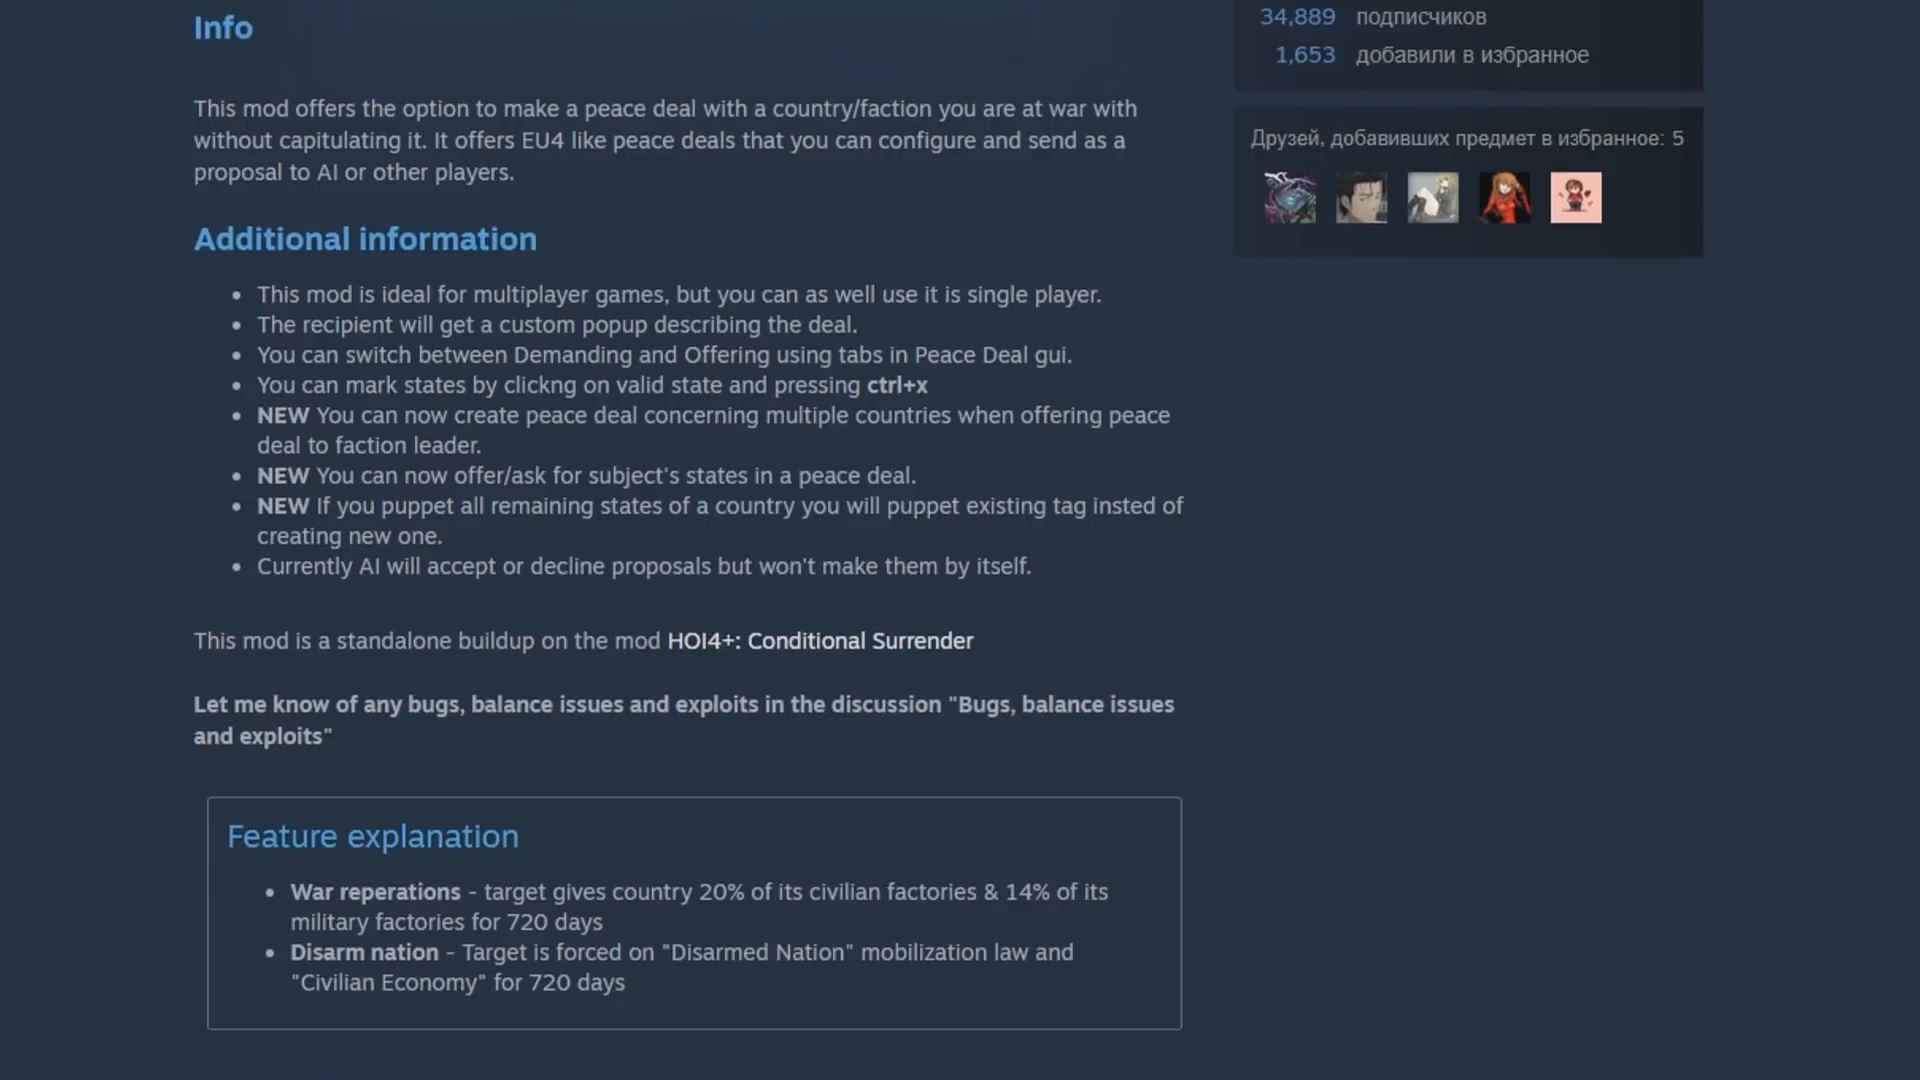 Info
This mod offers the option to make a peace deal with a country/faction you are at war with
without capitulating it. It offers EU4 like peace deals that you can configure and send as a
proposal to AI or other players.
Additional information
• This mod is ideal for multiplayer games, but you can as well use it is single player.
• The recipient will get a custom popup describing the deal.
• You can switch between Demanding and Offering using tabs in Peace Deal gui.
• You can mark states by clickng on valid state and pressing ctrl+x
• NEW You can now create peace deal concerning multiple countries when offering peace
deal to faction leader.
• NEW You can now offer/ask for subject's states in a peace deal.
• NEW If you puppet all remaining states of a country you will puppet existing tag insted of
creating new one.
• Currently AI will accept or decline proposals but won't make them by itself.
This mod is a standalone buildup on the mod HOI4+: Conditional Surrender
Let me know of any bugs, balance issues and exploits in the discussion "Bugs, balance issues
and exploits"
Feature explanation
• War reperations - target gives country 20% of its civilian factories & 14% of its
military factories for 720 days
• Disarm nation - Target is forced on "Disarmed Nation" mobilization law and
"Civilian Economy" for 720 days
34,889 подписчиков
1,653 добавили в избранное
Друзей, добавивших предмет в избранное: 5